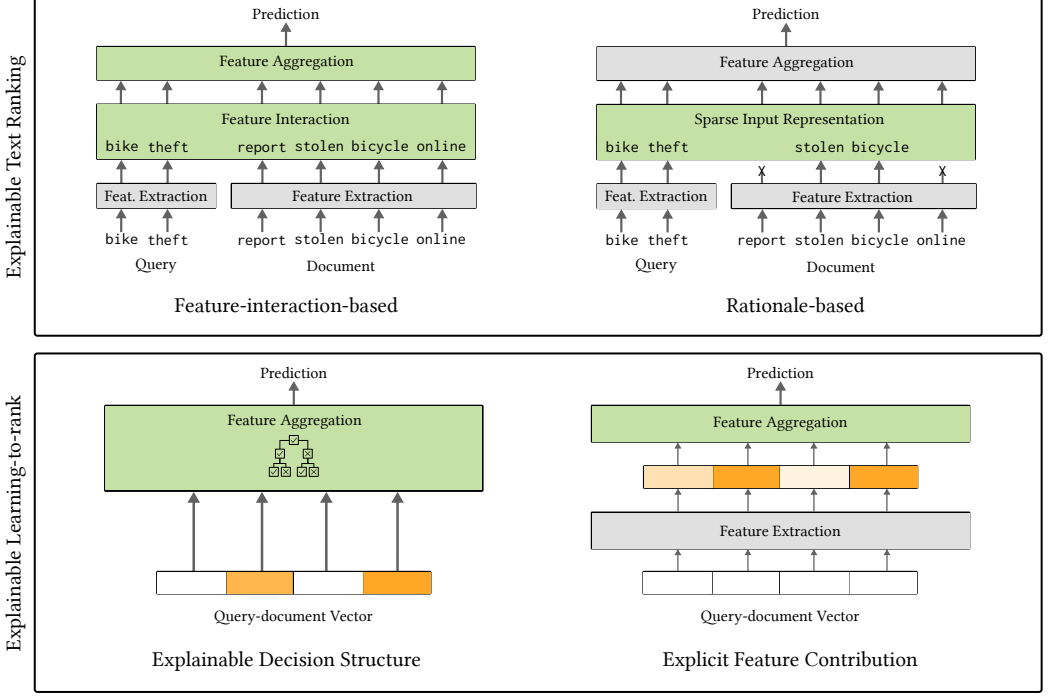 Explainable Text Ranking
Prediction
Feature Aggregation
Feature Interaction
bike theft report stolen bicycle online
Feat. Extraction Feature Extraction
bike theft report stolen bicycle online
Query Document
Feature-interaction-based
Prediction
Feature Aggregation
Sparse Input Representation
bike theft stolen bicycle
X X
Feat. Extraction Feature Extraction
bike theft report stolen bicycle online
Query Document
Rationale-based
Explainable Learning-to-rank
Prediction
Feature Aggregation
Query-document Vector
Explainable Decision Structure
Prediction
Feature Aggregation
Feature Extraction
Query-document Vector
Explicit Feature Contribution